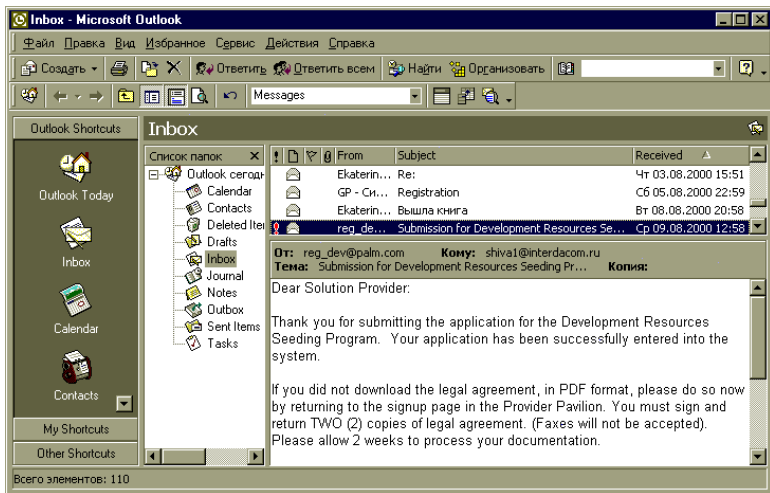 Inbox - Microsoft Outlook
Файл Правка Вид Избранное Сервис Действия Справка
Создать Ответить Ответить всем Найти Организовать
Messages
Outlook Shortcuts
Inbox
Outlook Today
Inbox
Calendar
Contacts
My Shortcuts
Other Shortcuts
Список папок
Outlook сегодн
Calendar
Contacts
Deleted Iter
Drafts
Inbox
Journal
Notes
Outbox
Sent Items
Tasks
From Subject Received
Ekaterin... Re: Чт 03.08.2000 15:51
GP - Си... Registration Сб 05.08.2000 22:59
Ekaterin... Вышла книга Вт 08.08.2000 20:58
reg_de... Submission for Development Resources Se... Ср 09.08.2000 12:58
От: reg_dev@palm.com Кому: shiva1@interdacom.ru
Тема: Submission for Development Resources Seeding Pr... Копия:
Dear Solution Provider:
Thank you for submitting the application for the Development Resources
Seeding Program. Your application has been successfully entered into the
system.
If you did not download the legal agreement, in PDF format, please do so now
by returning to the signup page in the Provider Pavilion. You must sign and
return TWO (2) copies of legal agreement. (Faxes will not be accepted).
Please allow 2 weeks to process your documentation.
Всего элементов: 110